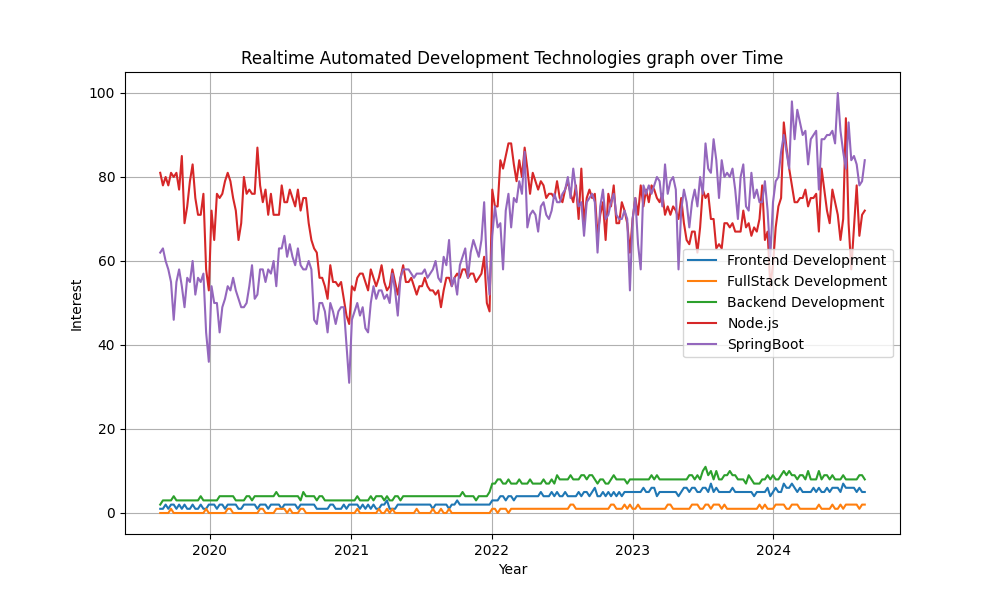 Realtime Automated Development Technologies graph over Time
100
80
60
40
20
0
Interest
Frontend Development
FullStack Development
Backend Development
Node.js
SpringBoot
2020 2021 2022 2023 2024
Year